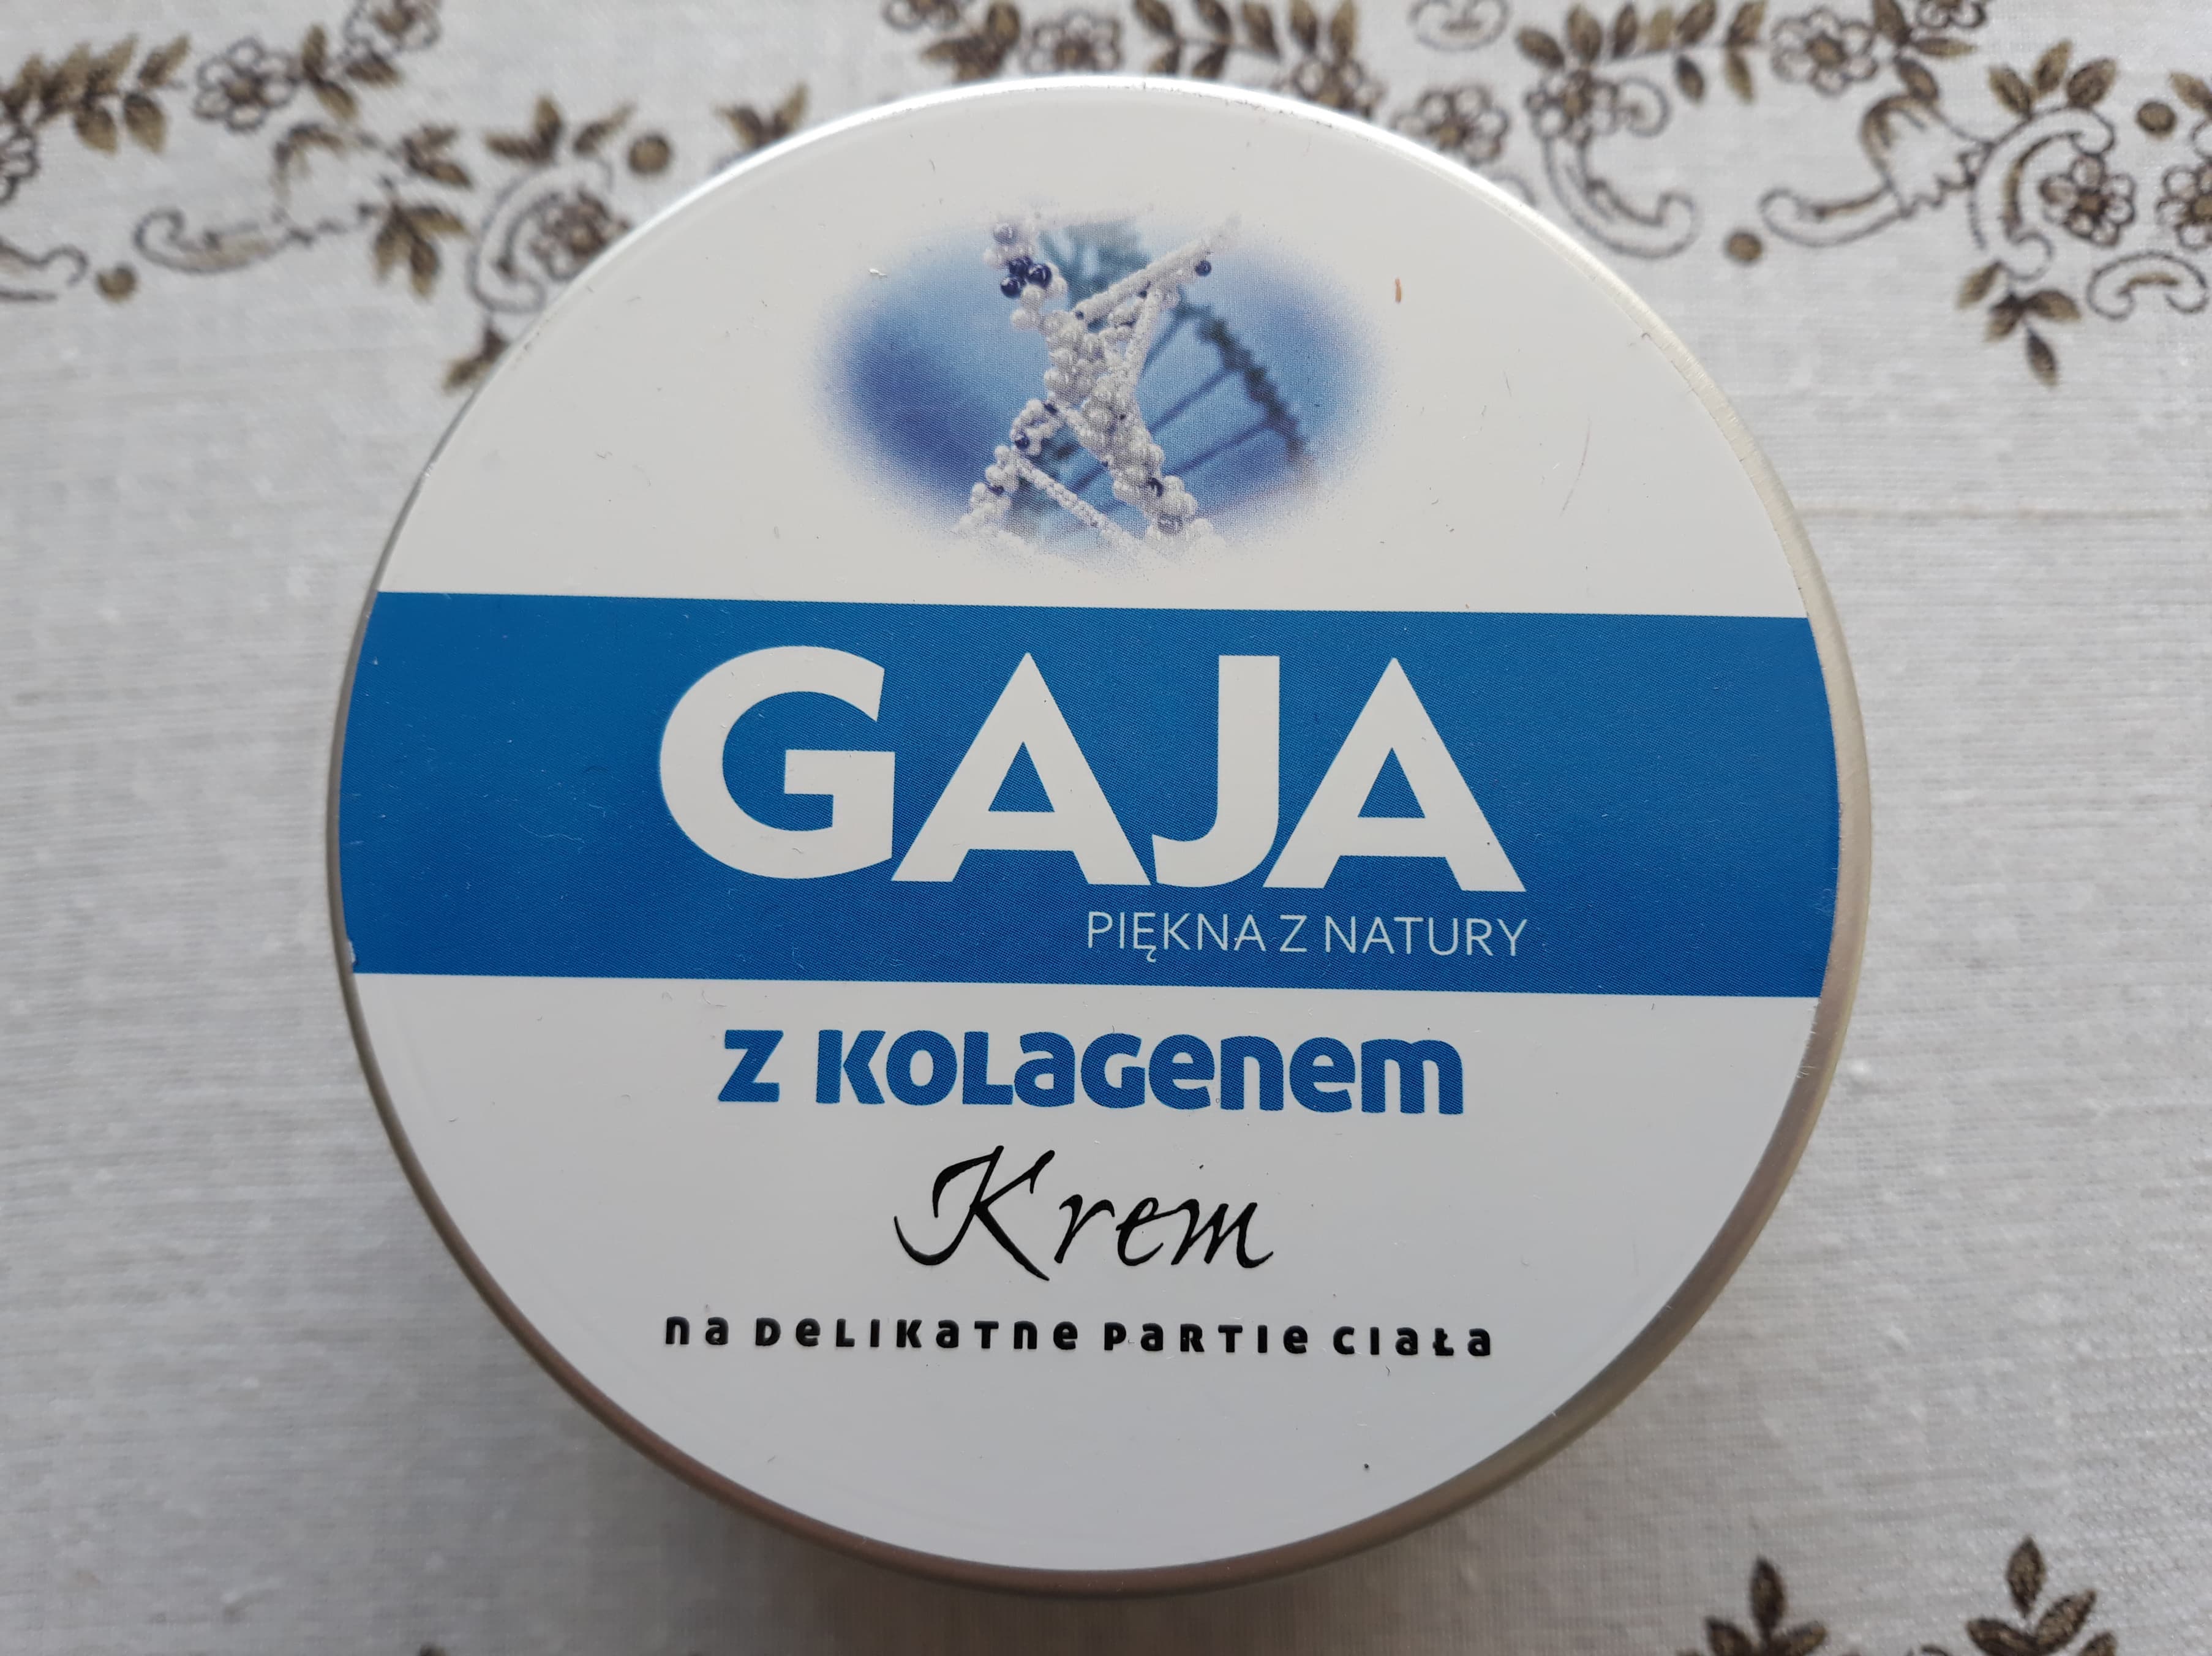 GAJA
PIĘKNA Z NATURY
Z KOLAGENEM
Krem
na DELIKATNE PARTIE CIAŁA